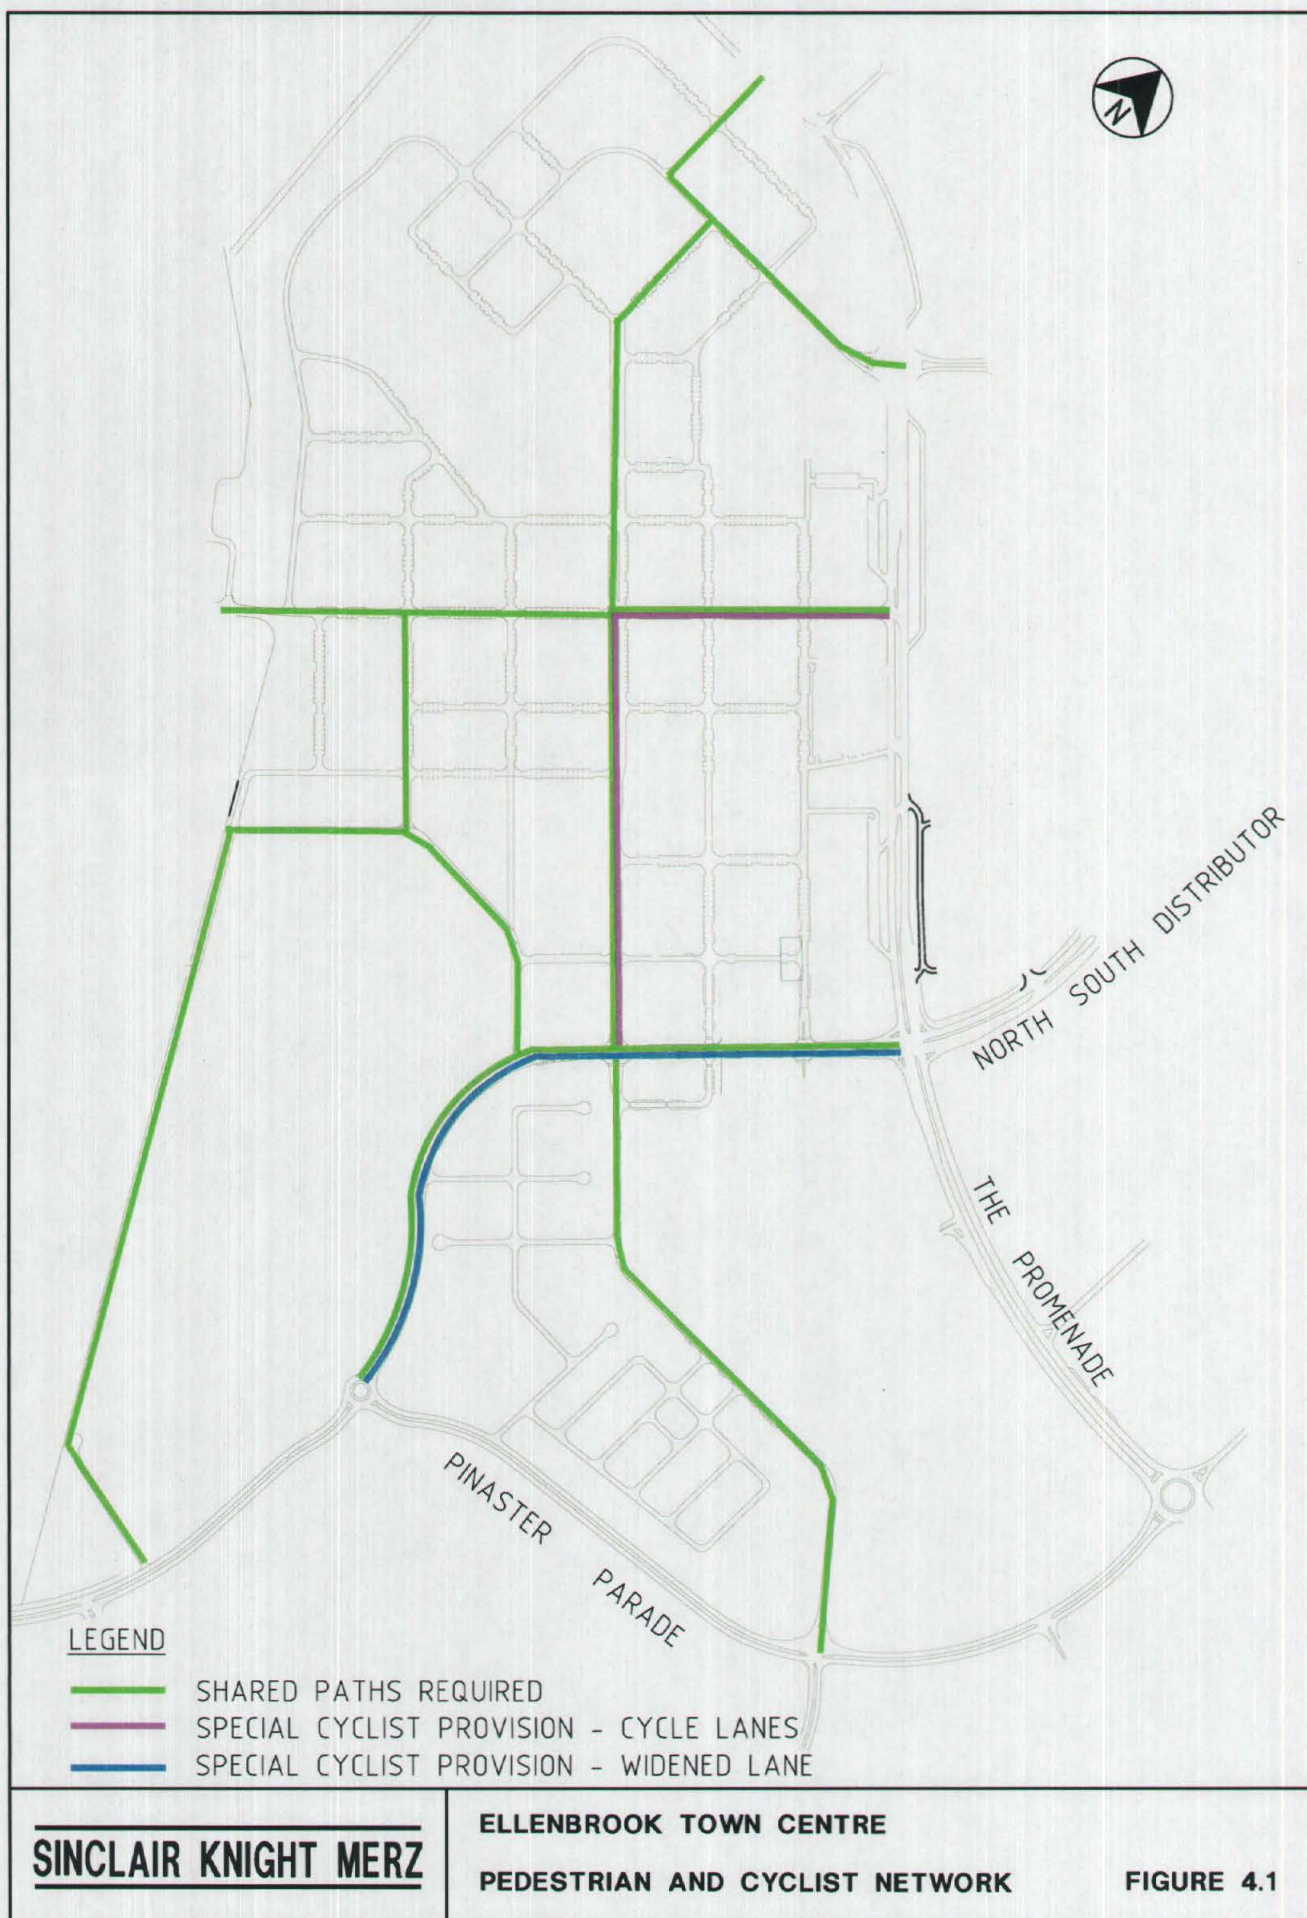 N
NORTH SOUTH DISTRIBUTOR
THE PROMENADE
PINASTER PARADE
LEGEND
SHARED PATHS REQUIRED
SPECIAL CYCLIST PROVISION - CYCLE LANES
SPECIAL CYCLIST PROVISION - WIDENED LANE
SINCLAIR KNIGHT MERZ
ELLENBROOK TOWN CENTRE
PEDESTRIAN AND CYCLIST NETWORK
FIGURE 4.1